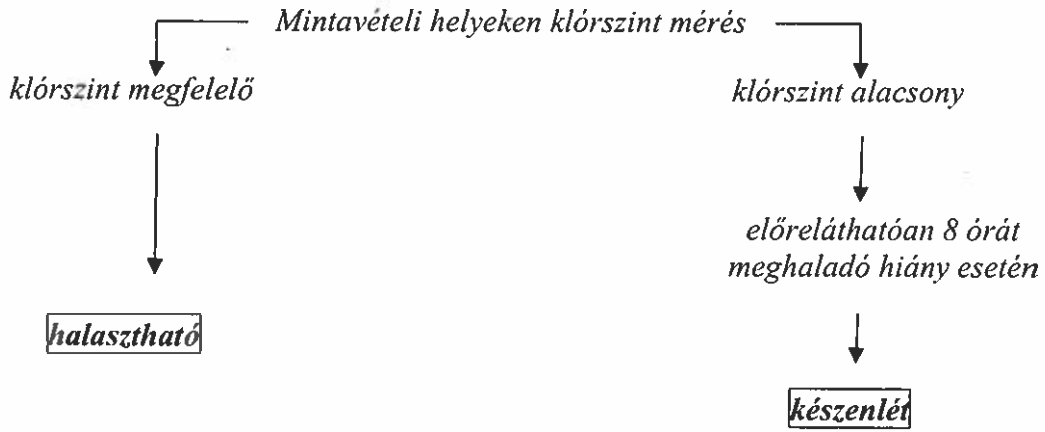 Mintavételi helyeken klórszint mérés
klórszint megfelelő
klórszint alacsony
előreláthatóan 8 órát
meghaladó hiány esetén
halasztható
készenlét